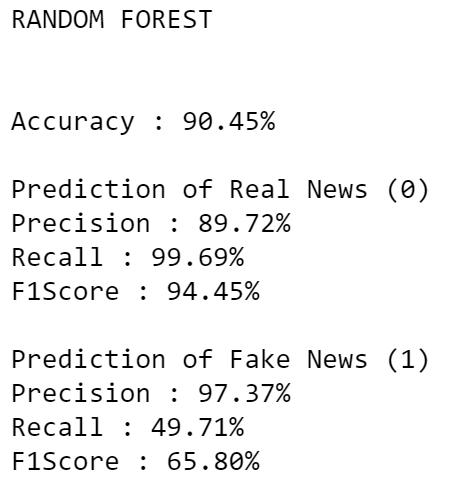 RANDOM FOREST
Accuracy : 90.45%
Prediction of Real News (0)
Precision : 89.72%
Recall : 99.69%
F1Score : 94.45%
Prediction of Fake News (1)
Precision : 97.37%
Recall : 49.71%
F1Score : 65.80%